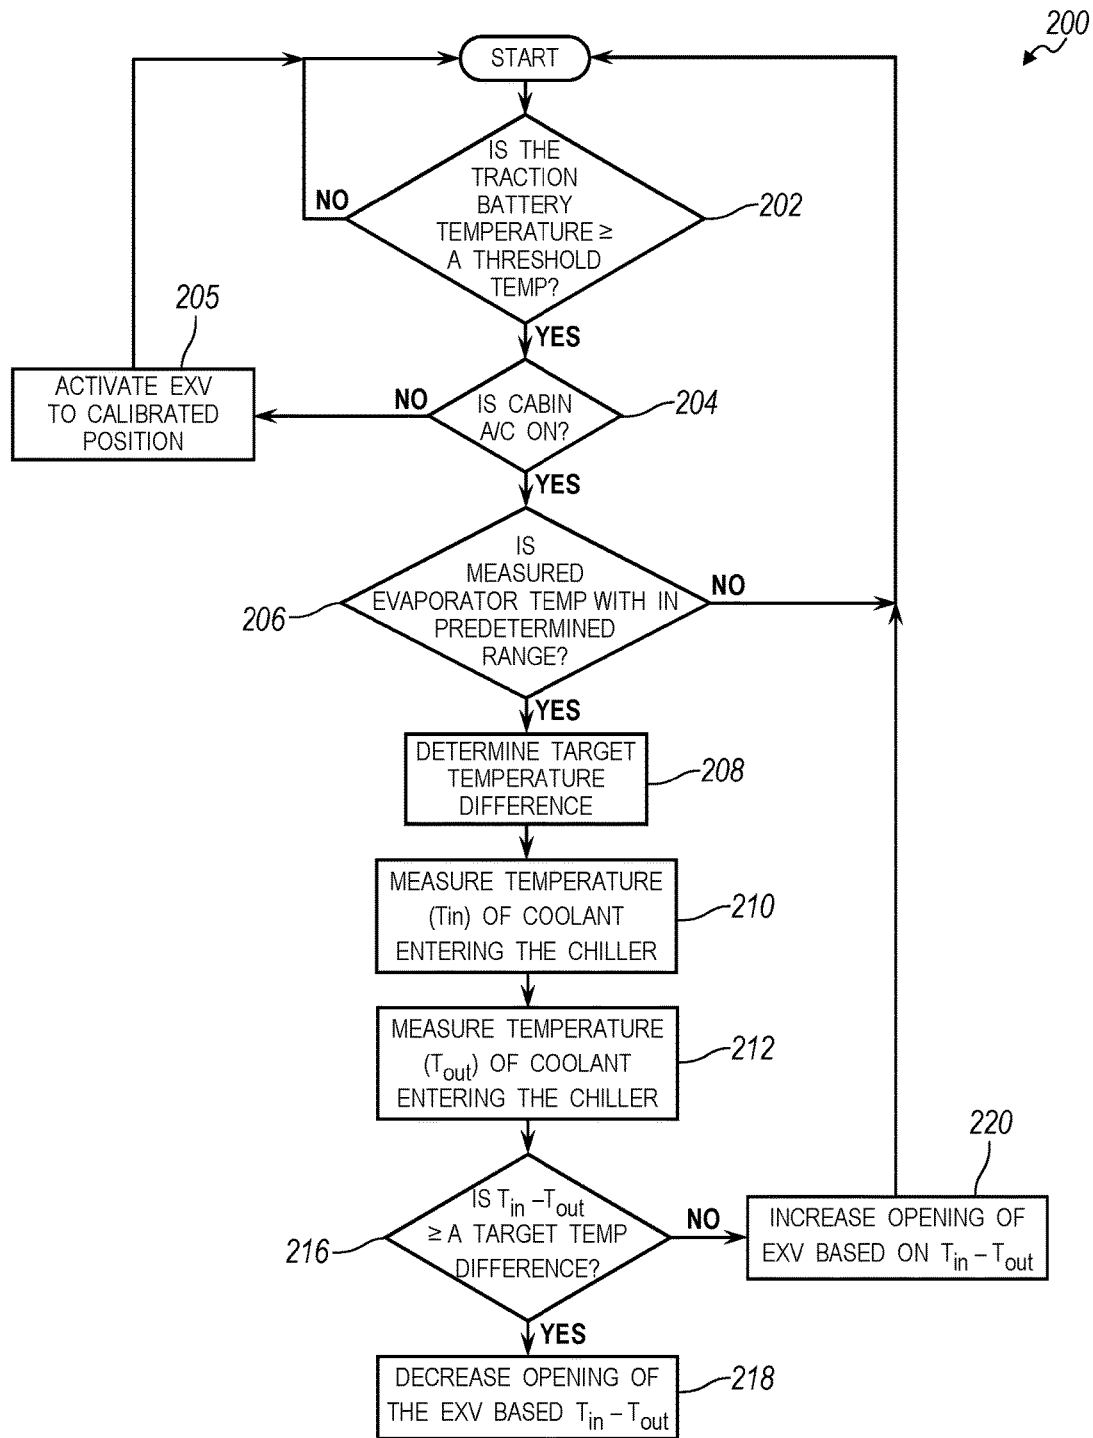 200
START
IS THE
TRACTION
BATTERY
TEMPERATURE ≥
A THRESHOLD
TEMP?
NO
202
YES
205
ACTIVATE EXV
TO CALIBRATED
POSITION
NO
IS CABIN
A/C ON?
204
YES
IS
MEASURED
EVAPORATOR TEMP WITH IN
PREDETERMINED
RANGE?
NO
206
YES
DETERMINE TARGET
TEMPERATURE
DIFFERENCE
208
MEASURE TEMPERATURE
(Tin) OF COOLANT
ENTERING THE CHILLER
210
MEASURE TEMPERATURE
(Tout) OF COOLANT
ENTERING THE CHILLER
212
IS Tin – Tout
≥ A TARGET TEMP
DIFFERENCE?
216
NO
220
INCREASE OPENING OF
EXV BASED ON Tin – Tout
YES
DECREASE OPENING OF
THE EXV BASED Tin – Tout
218